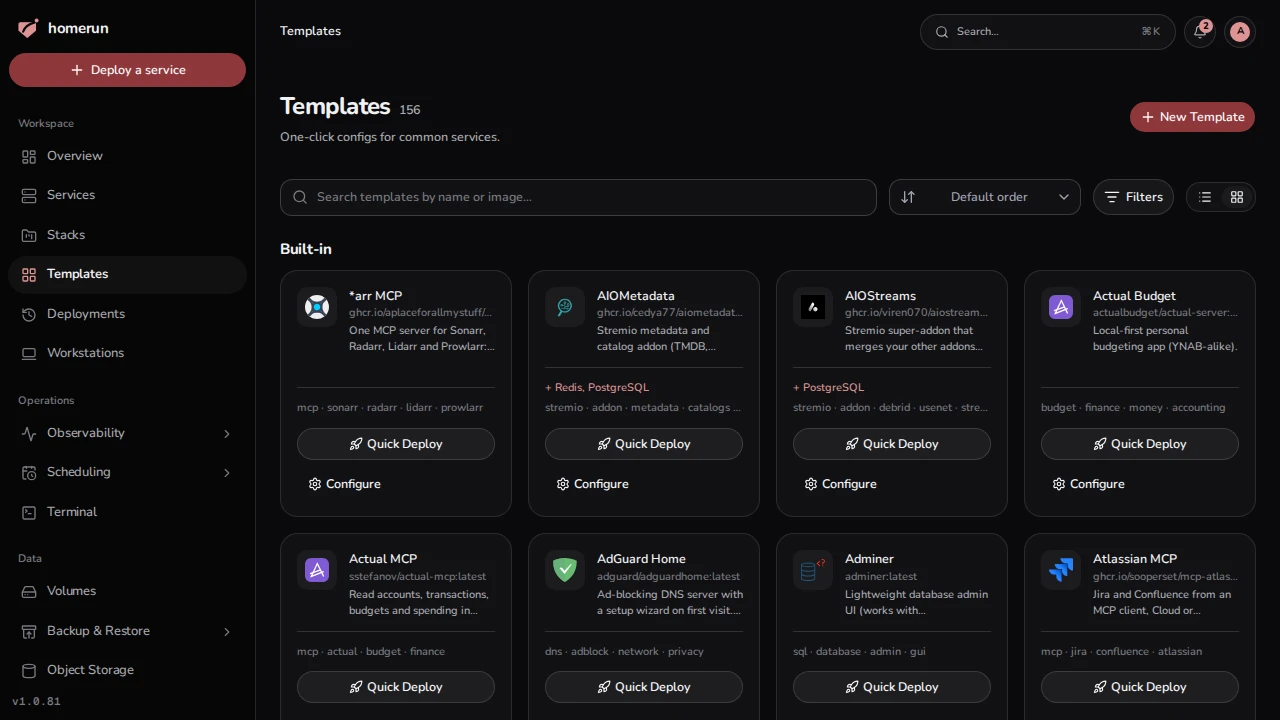 homerun
Deploy a service
Workspace
Overview
Services
Stacks
Templates
Deployments
Workstations
Operations
Observability
Scheduling
Terminal
Data
Volumes
Backup & Restore
Object Storage
v1.0.81
Templates
Search...
⌘K
2
A
Templates 156
One-click configs for common services.
New Template
Search templates by name or image...
Default order
Filters
Built-in
*arr MCP
ghcr.io/aplaceforallmystuff/...
One MCP server for Sonarr,
Radarr, Lidarr and Prowlarr:...
mcp · sonarr · radarr · lidarr · prowlarr
Quick Deploy
Configure
AIOMetadata
ghcr.io/cedya77/aiometadat...
Stremio metadata and
catalog addon (TMDB,...
+ Redis, PostgreSQL
stremio · addon · metadata · catalogs ...
Quick Deploy
Configure
AIOStreams
ghcr.io/viren070/aiostream...
Stremio super-addon that
merges your other addons...
+ PostgreSQL
stremio · addon · debrid · usenet · stre...
Quick Deploy
Configure
Actual Budget
actualbudget/actual-server:...
Local-first personal
budgeting app (YNAB-alike).
budget · finance · money · accounting
Quick Deploy
Configure
Actual MCP
sstefanov/actual-mcp:latest
Read accounts, transactions,
budgets and spending in...
mcp · actual · budget · finance
Quick Deploy
AdGuard Home
adguard/adguardhome:latest
Ad-blocking DNS server with
a setup wizard on first visit....
dns · adblock · network · privacy
Quick Deploy
Adminer
adminer:latest
Lightweight database admin
UI (works with...
sql · database · admin · gui
Quick Deploy
Atlassian MCP
ghcr.io/sooperset/mcp-atlas...
Jira and Confluence from an
MCP client, Cloud or...
mcp · jira · confluence · atlassian
Quick Deploy